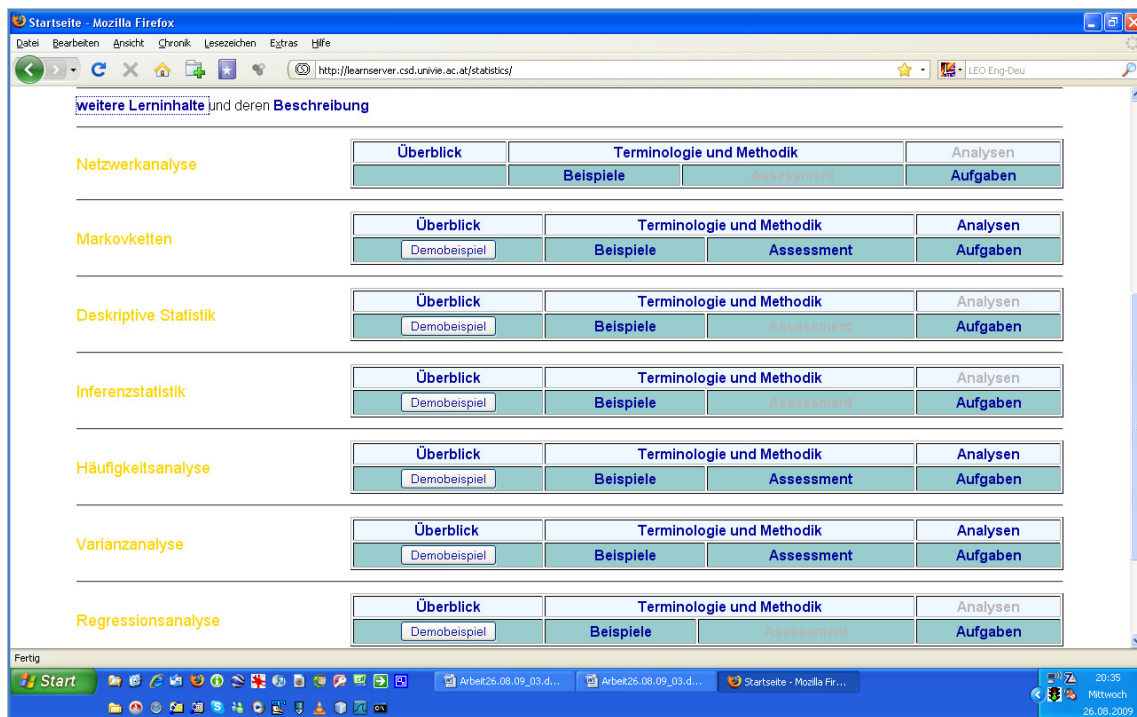 Startseite - Mozilla Firefox
Datei Bearbeiten Ansicht Chronik Lesezeichen Extras Hilfe
http://learnserver.csd.univie.ac.at/statistics/ LEO Eng-Deu
weitere Lerninhalte und deren Beschreibung
Netzwerkanalyse
Überblick Terminologie und Methodik Analysen
Beispiele Assessment Aufgaben
Markovketten
Überblick Terminologie und Methodik Analysen
Demobeispiel Beispiele Assessment Aufgaben
Deskriptive Statistik
Überblick Terminologie und Methodik Analysen
Demobeispiel Beispiele Assessment Aufgaben
Inferenzstatistik
Überblick Terminologie und Methodik Analysen
Demobeispiel Beispiele Assessment Aufgaben
Häufigkeitsanalyse
Überblick Terminologie und Methodik Analysen
Demobeispiel Beispiele Assessment Aufgaben
Varianzanalyse
Überblick Terminologie und Methodik Analysen
Demobeispiel Beispiele Assessment Aufgaben
Regressionsanalyse
Überblick Terminologie und Methodik Analysen
Demobeispiel Beispiele Assessment Aufgaben
Fertig
Start Arbeit26.08.09_03.d... Arbeit26.08.09_03.d... Startseite - Mozilla Fir... 20:35
Mittwoch
26.08.2009